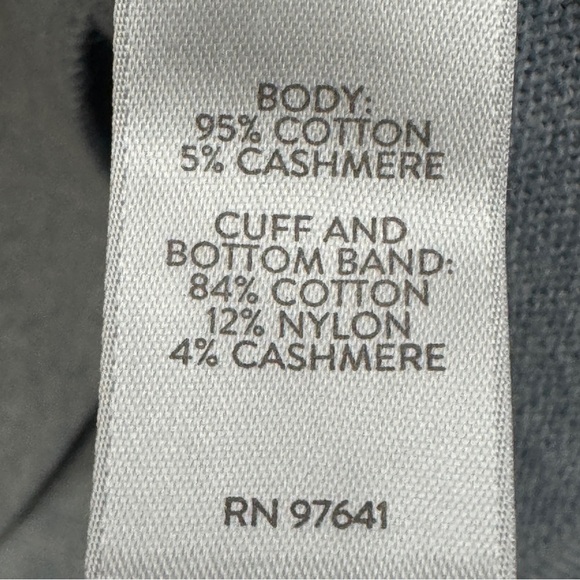 BODY:
95% COTTON
5% CASHMERE
CUFF AND
BOTTOM BAND:
84% COTTON
12% NYLON
4% CASHMERE
RN 97641